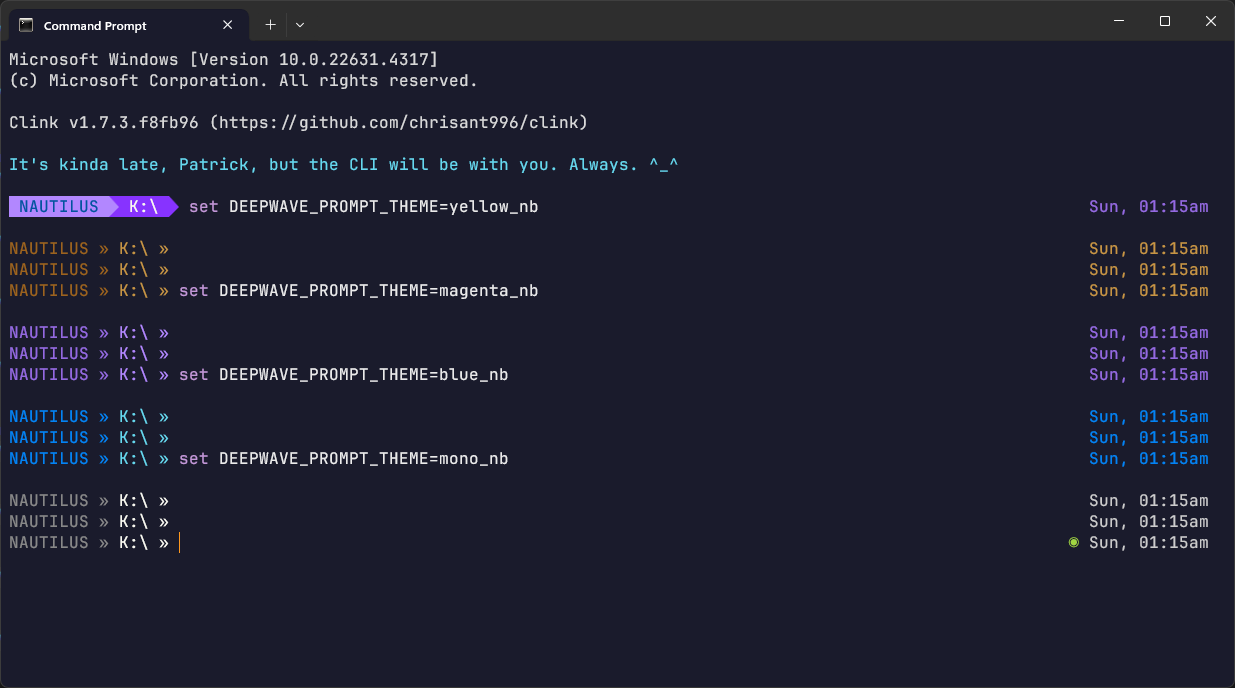 Command Prompt
Microsoft Windows [Version 10.0.22631.4317]
(c) Microsoft Corporation. All rights reserved.
Clink v1.7.3.f8fb96 (https://github.com/chrisant996/clink)
It's kinda late, Patrick, but the CLI will be with you. Always. ^_^
NAUTILUS K:\ set DEEPWAVE_PROMPT_THEME=yellow_nb Sun, 01:15am
NAUTILUS » K:\ » Sun, 01:15am
NAUTILUS » K:\ » Sun, 01:15am
NAUTILUS » K:\ » set DEEPWAVE_PROMPT_THEME=magenta_nb Sun, 01:15am
NAUTILUS » K:\ » Sun, 01:15am
NAUTILUS » K:\ » Sun, 01:15am
NAUTILUS » K:\ » set DEEPWAVE_PROMPT_THEME=blue_nb Sun, 01:15am
NAUTILUS » K:\ » Sun, 01:15am
NAUTILUS » K:\ » Sun, 01:15am
NAUTILUS » K:\ » set DEEPWAVE_PROMPT_THEME=mono_nb Sun, 01:15am
NAUTILUS » K:\ » Sun, 01:15am
NAUTILUS » K:\ » Sun, 01:15am
NAUTILUS » K:\ » ◉ Sun, 01:15am